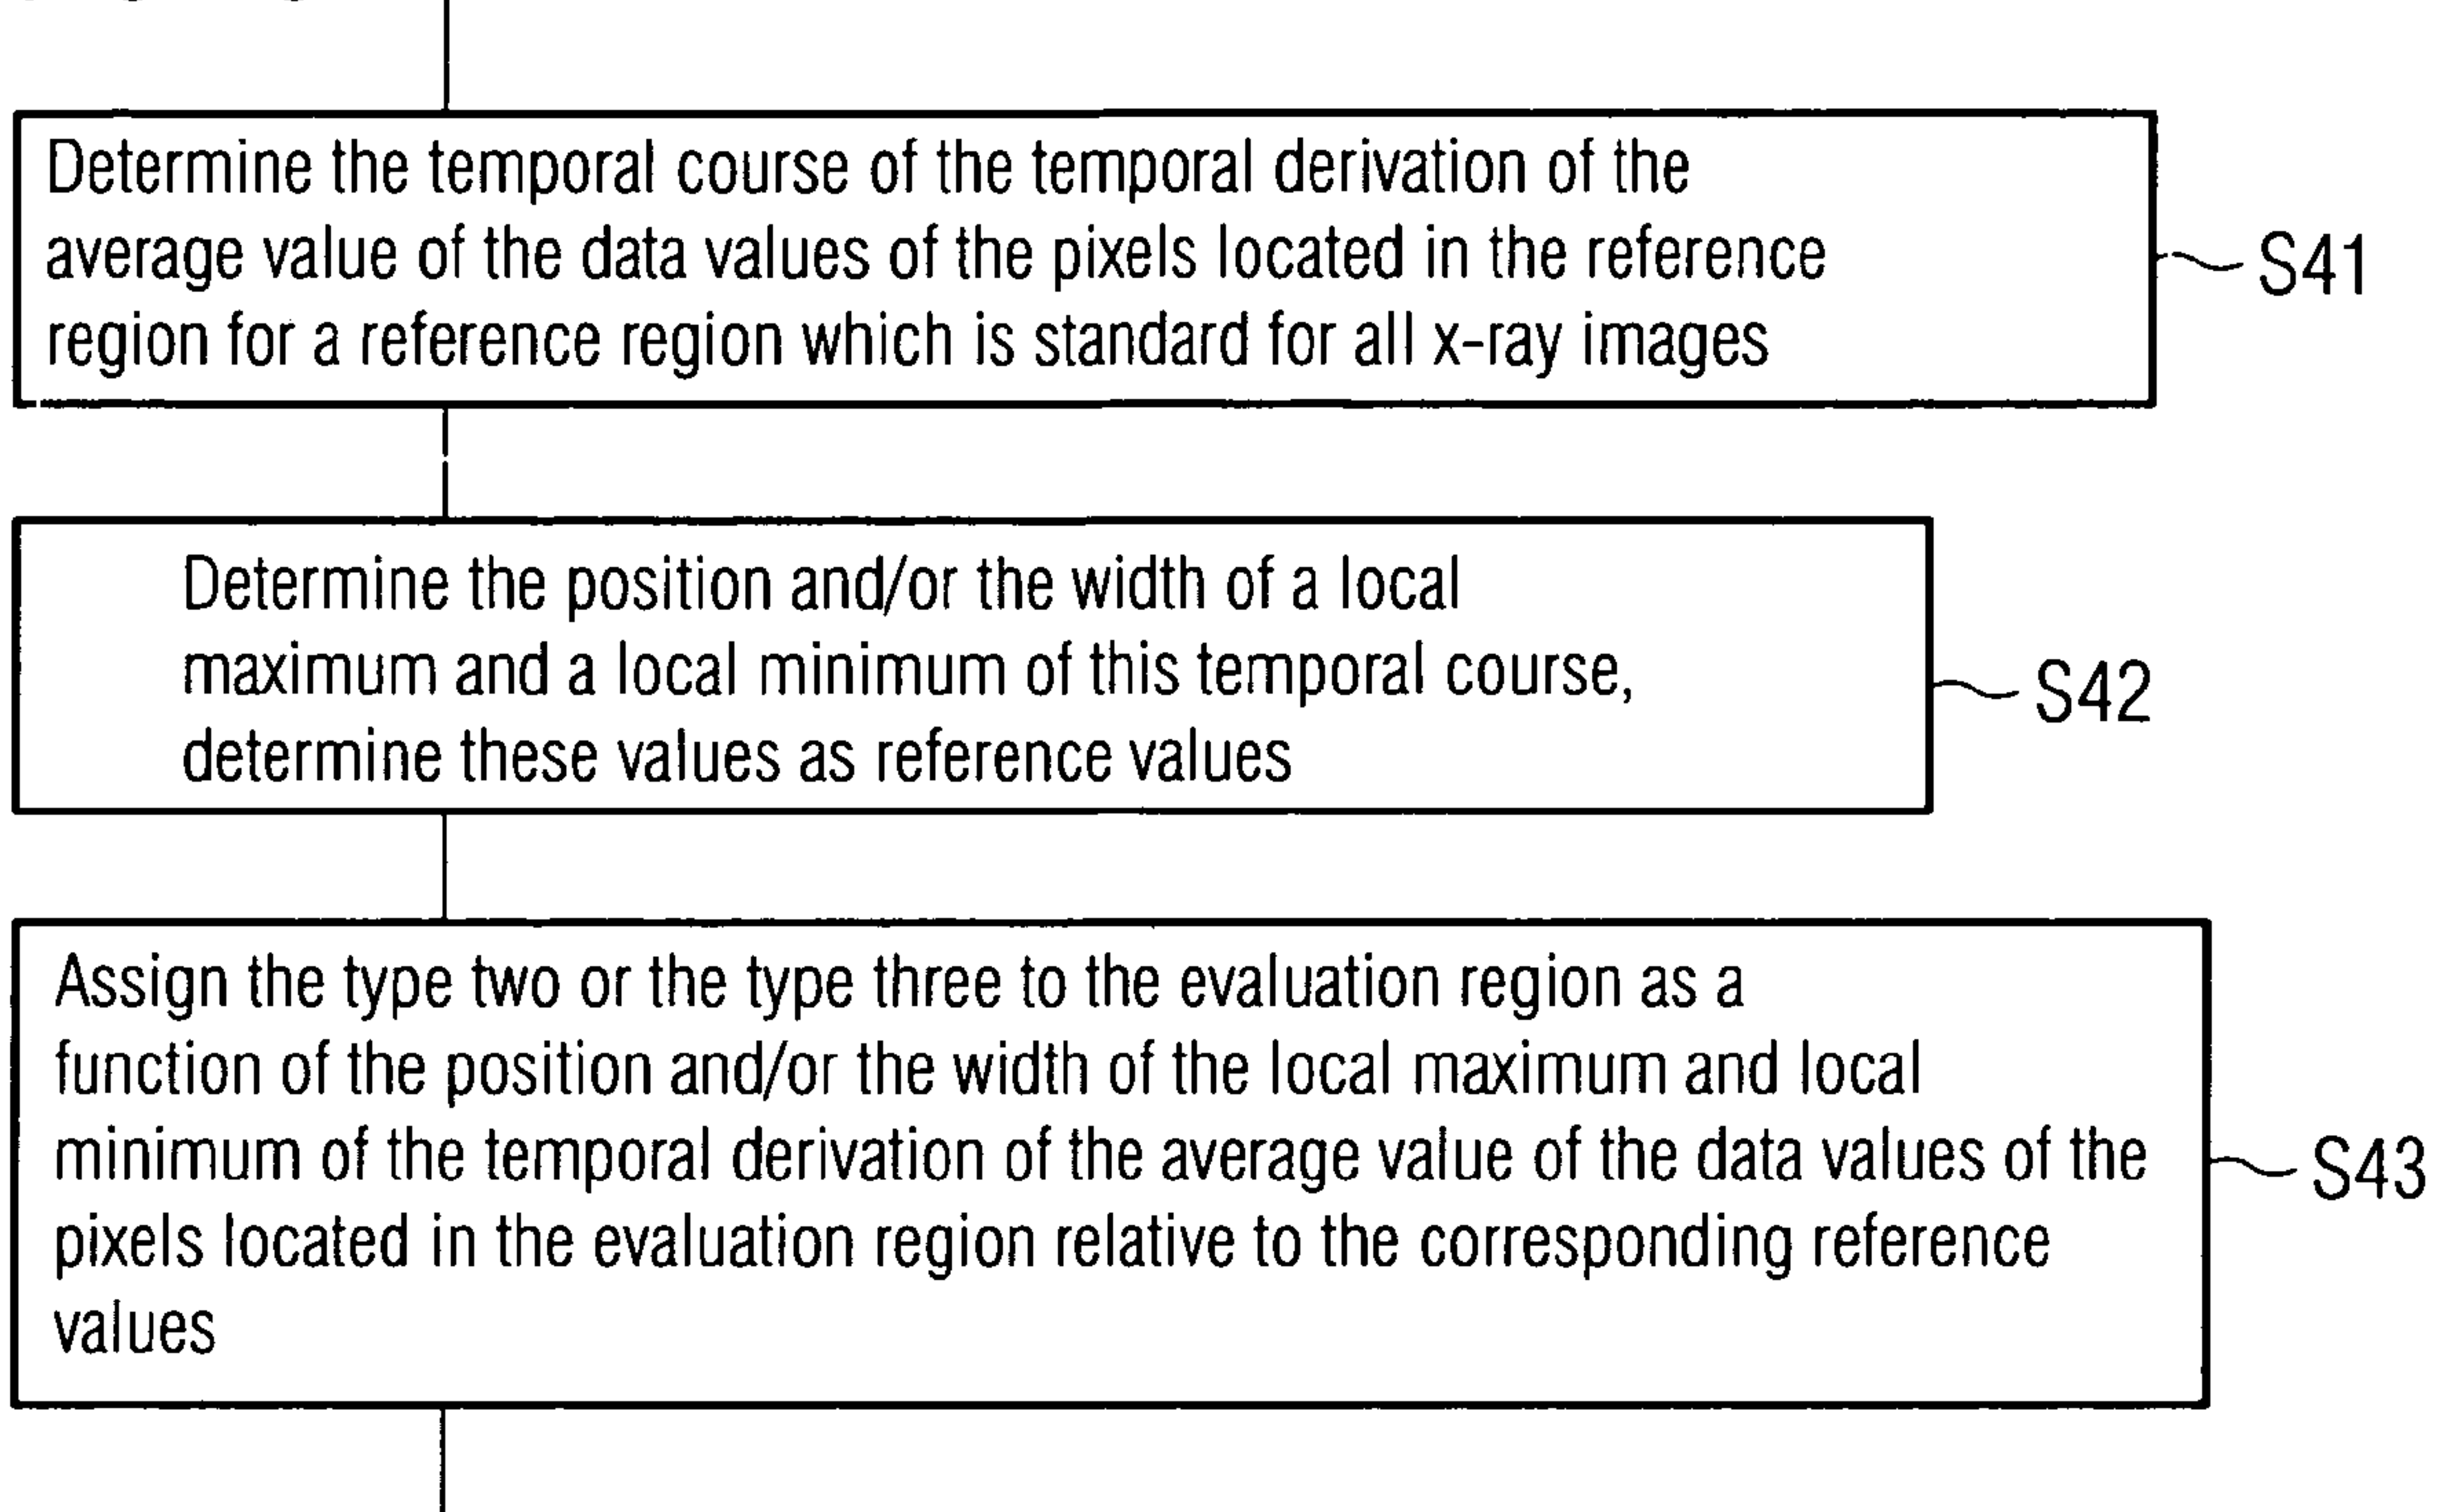 Determine the temporal course of the temporal derivation of the
average value of the data values of the pixels located in the reference
region for a reference region which is standard for all x-ray images
S41
Determine the position and/or the width of a local
maximum and a local minimum of this temporal course,
determine these values as reference values
S42
Assign the type two or the type three to the evaluation region as a
function of the position and/or the width of the local maximum and local
minimum of the temporal derivation of the average value of the data values of the
pixels located in the evaluation region relative to the corresponding reference
values
S43